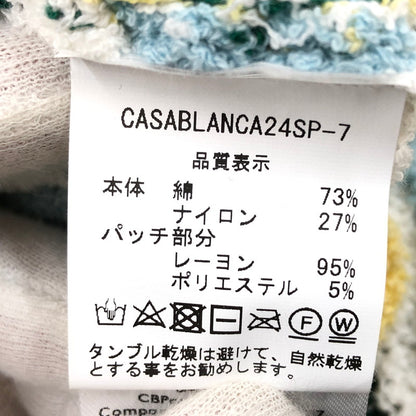 CASABLANCA24SP-7
品質表示
本体 綿 73%
ナイロン 27%
パッチ部分
レーヨン 95%
ポリエステル 5%
F W
タンブル乾燥は避けて、自然乾燥
とする事をお勧めします。